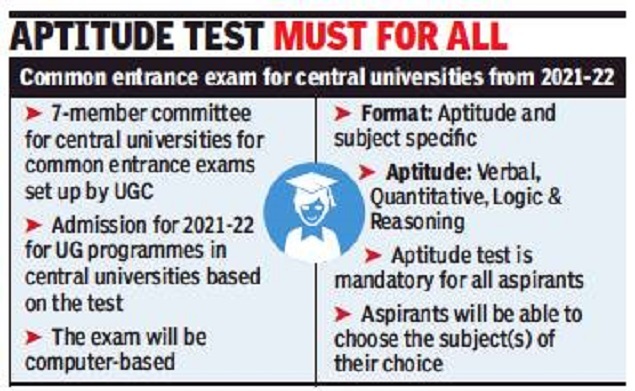 APTITUDE TEST MUST FOR ALL
Common entrance exam for central universities from 2021-22
➤ 7-member committee
for central universities for
common entrance exams
set up by UGC
➤ Admission for 2021-22
for UG programmes in
central universities based
on the test
➤ The exam will be
computer-based
➤ Format: Aptitude and
subject specific
➤ Aptitude: Verbal,
Quantitative, Logic &
Reasoning
➤ Aptitude test is
mandatory for all aspirants
➤ Aspirants will be able to
choose the subject(s) of
their choice